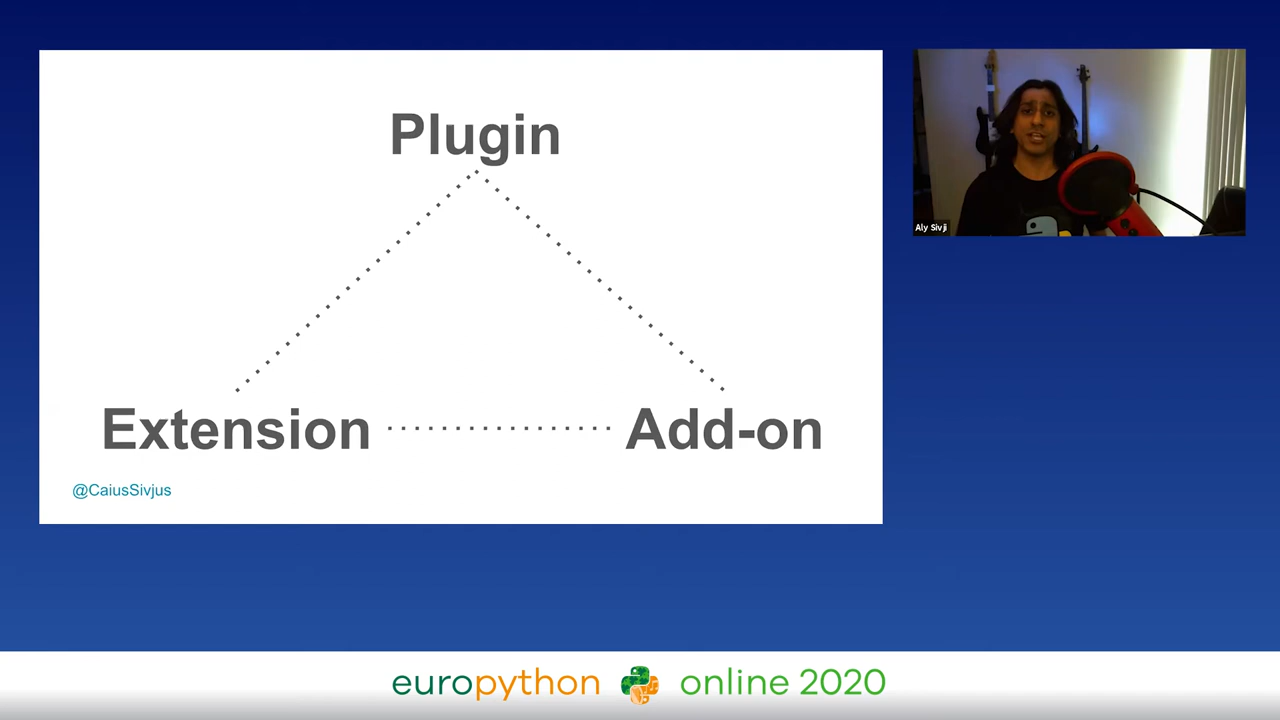 Plugin
Extension
Add-on
@CaiusSivjus
Aly Sivji
europython online 2020